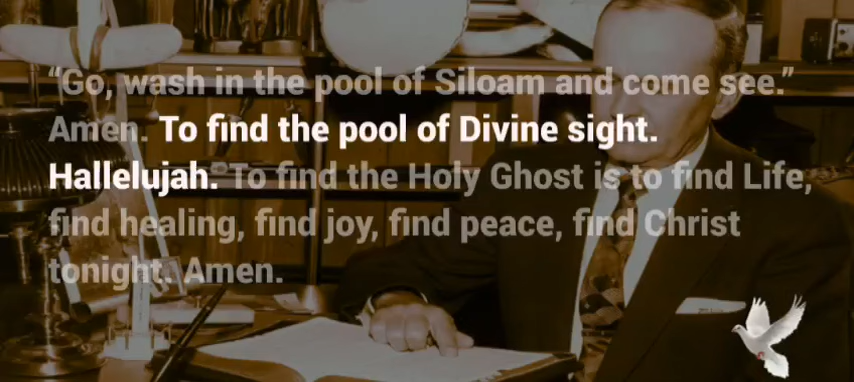 “Go, wash in the pool of Siloam and come see.”
Amen. To find the pool of Divine sight.
Hallelujah. To find the Holy Ghost is to find Life,
find healing, find joy, find peace, find Christ
tonight. Amen.